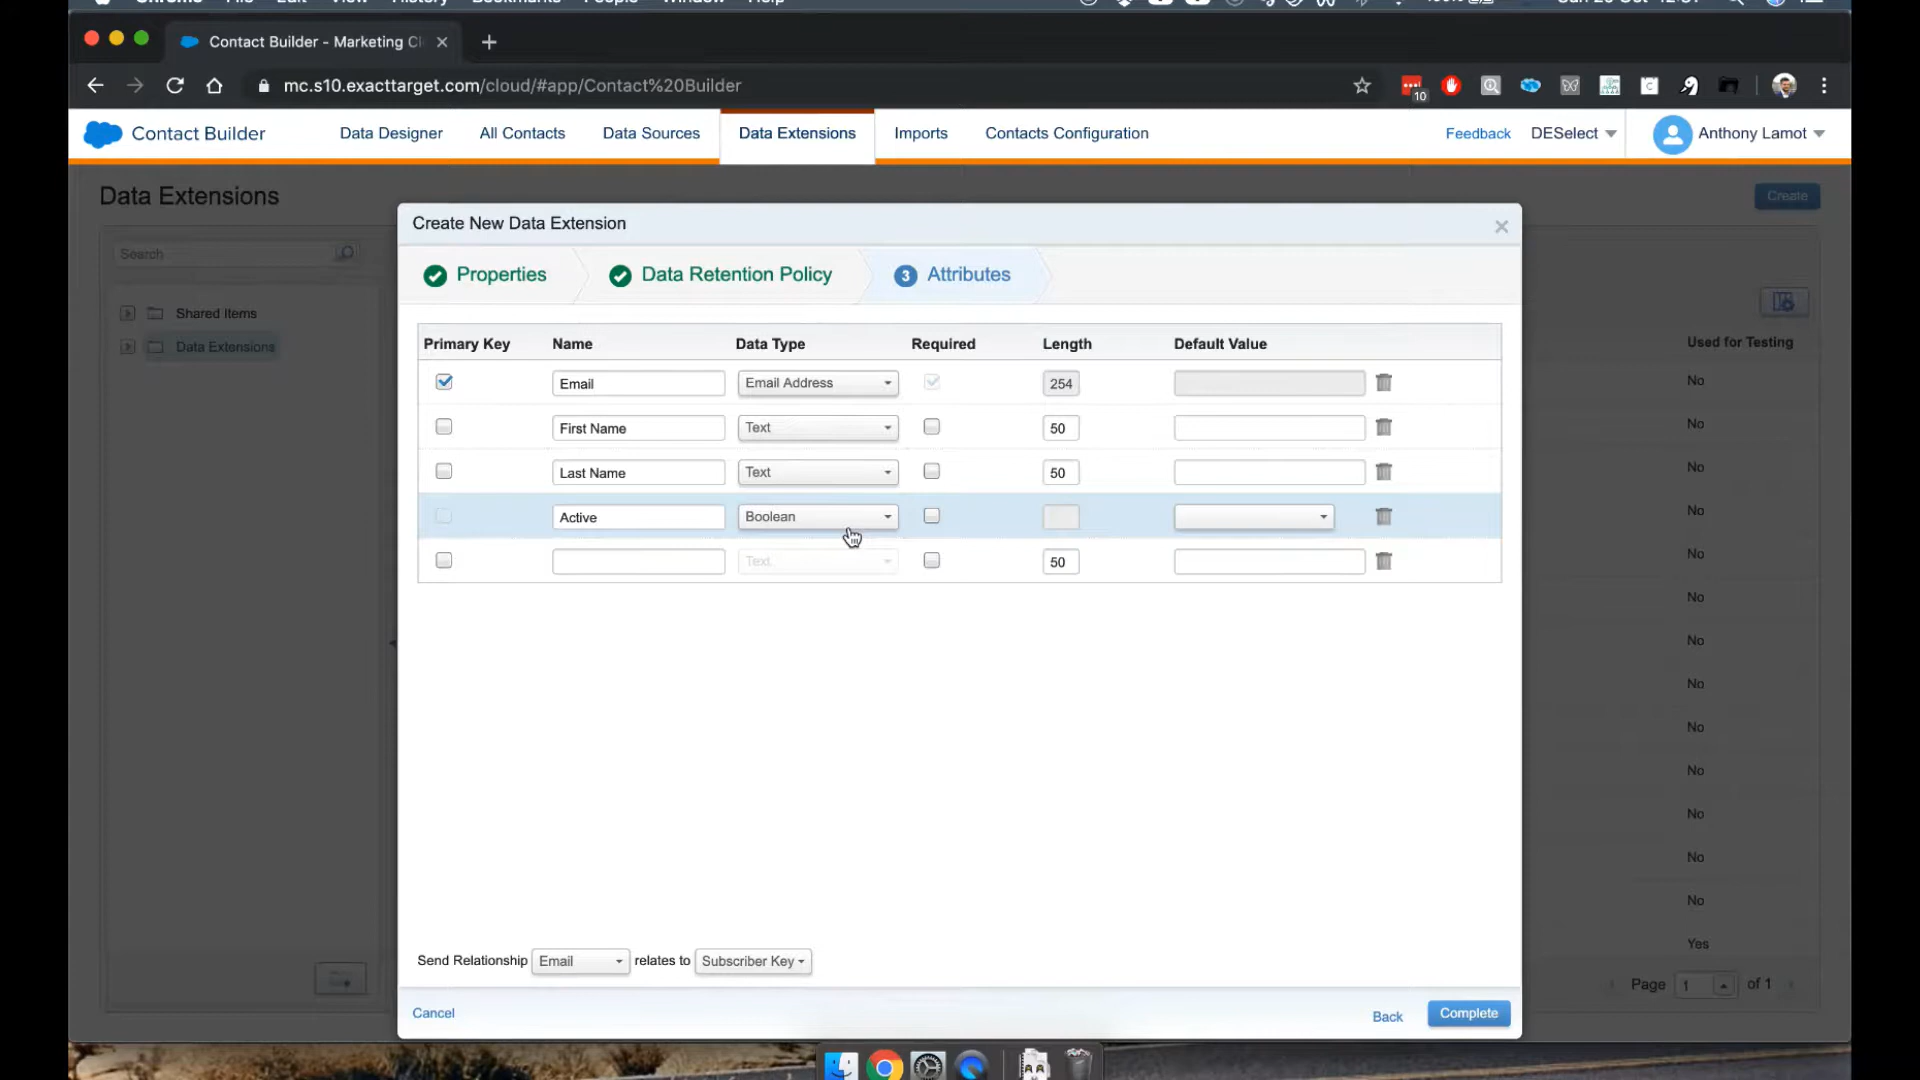 Contact Builder - Marketing Cl
mc.s10.exacttarget.com/cloud/#app/Contact%20Builder
10
Contact Builder
Data Designer
All Contacts
Data Sources
Data Extensions
Imports
Contacts Configuration
Feedback
DESelect
Anthony Lamot
Data Extensions
Create
Search
Shared Items
Data Extensions
Used for Testing
No
No
No
No
No
No
No
No
No
No
No
No
No
Yes
Page 1 of 1
Create New Data Extension
Properties
Data Retention Policy
3 Attributes
Primary Key Name Data Type Required Length Default Value
Email Email Address 254
First Name Text 50
Last Name Text 50
Active Boolean
Text 50
Send Relationship Email relates to Subscriber Key
Cancel
Back
Complete